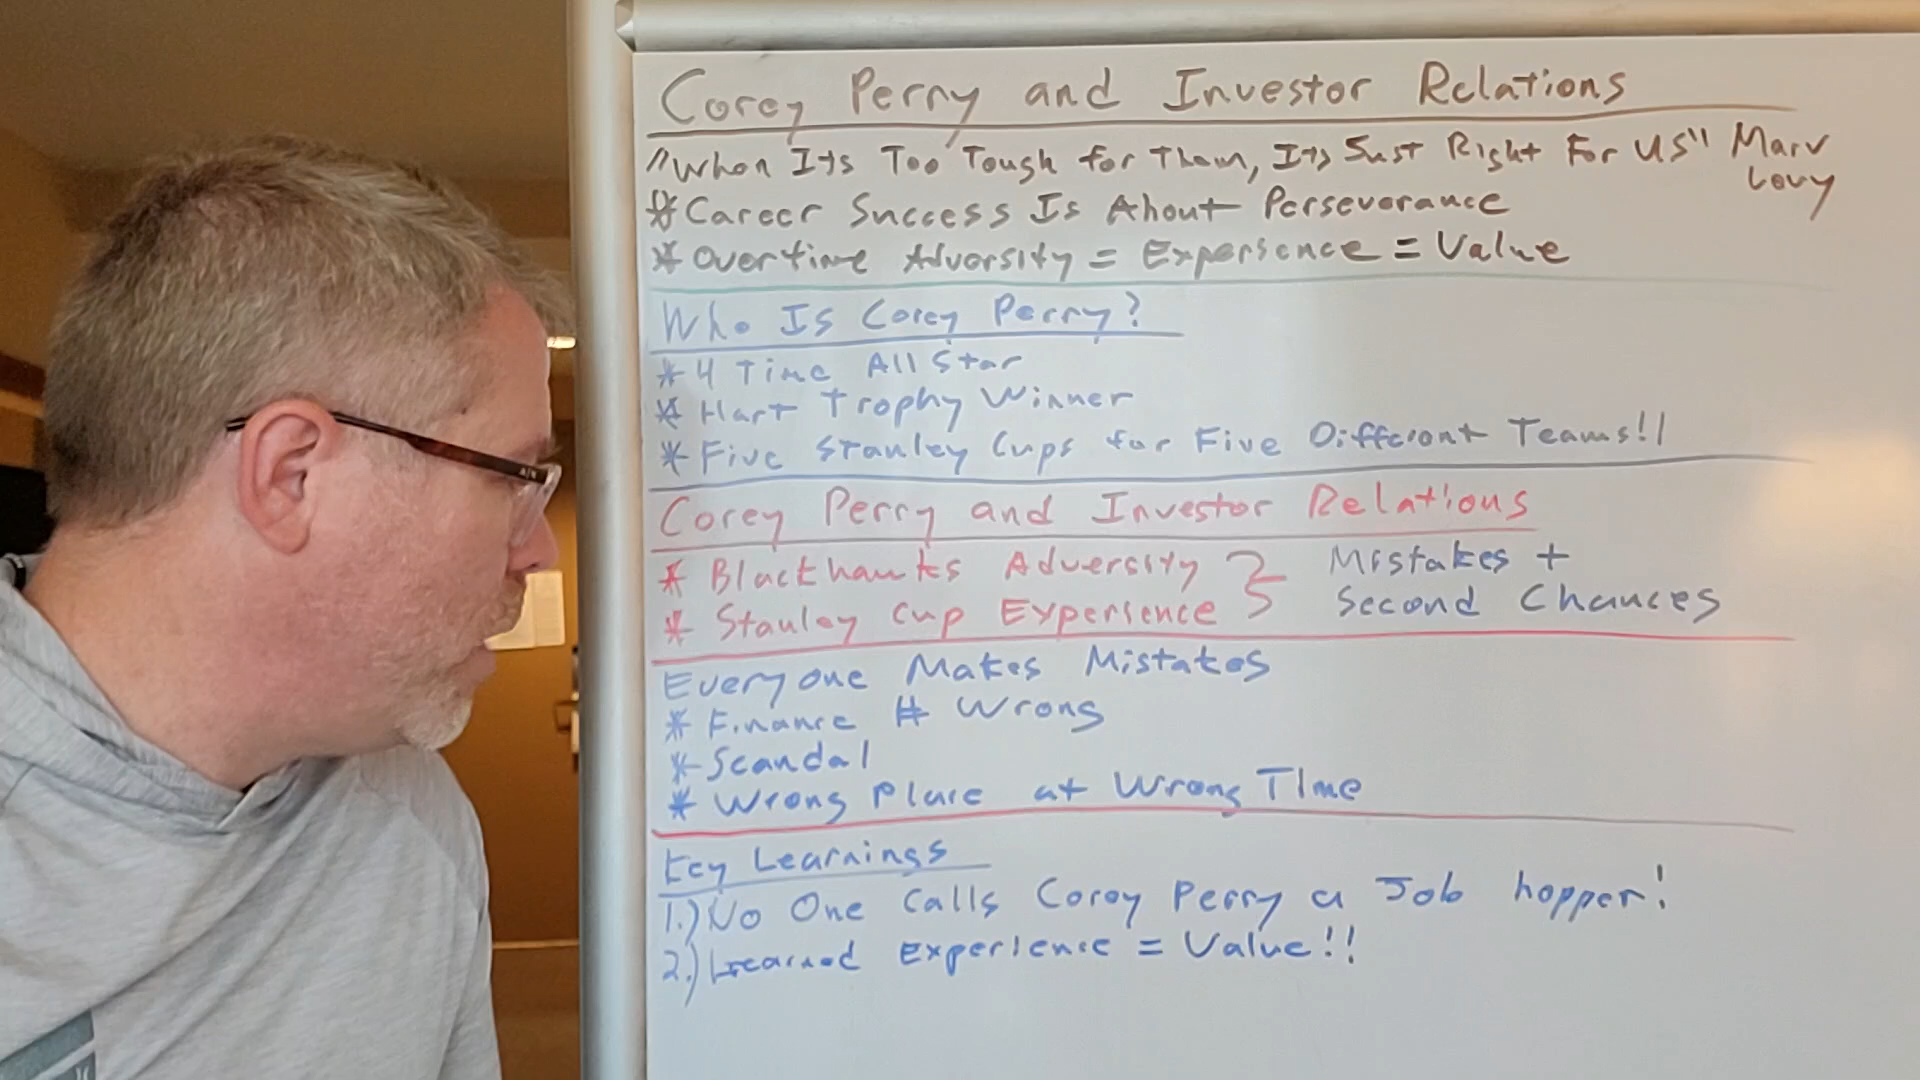 Corey Perry and Investor Relations
"When Its Too Tough for Them, Its Just Right For US" Marv Levy
* Career Success Is About Perseverance
* Overtime Adversity = Experience = Value
Who Is Corey Perry?
* 4 Time All Star
* Hart Trophy Winner
* Five Stanley Cups for Five Different Teams!!
Corey Perry and Investor Relations
* Blackhawks Adversity } Mistakes +
* Stanley Cup Experience Second Chances
Everyone Makes Mistakes
* Finance # Wrong
* Scandal
* Wrong Place at Wrong Time
Key Learnings
1.) No One Calls Corey Perry a Job hopper!
2.) Learned Experience = Value!!